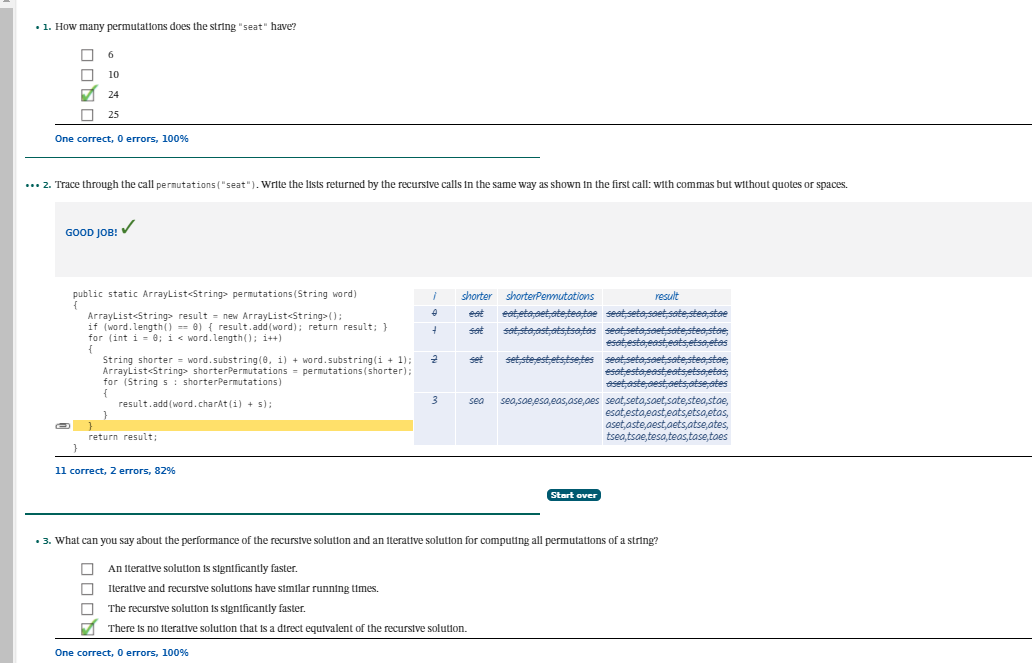 • 1. How many permutations does the string "seat" have?
6
10
24
25
One correct, 0 errors, 100%
••• 2. Trace through the call permutations("seat"). Write the lists returned by the recursive calls in the same way as shown in the first call: with commas but without quotes or spaces.
GOOD JOB!
public static ArrayList<String> permutations(String word)
{
ArrayList<String> result = new ArrayList<String>();
if (word.length() == 0) { result.add(word); return result; }
for (int i = 0; i < word.length(); i++)
{
String shorter = word.substring(0, i) + word.substring(i + 1);
ArrayList<String> shorterPermutations = permutations(shorter);
for (String s : shorterPermutations)
{
result.add(word.charAt(i) + s);
}
}
return result;
}
i shorter shorterPermutations result
0 eat eat,eta,aet,ate,tea,tae seat,seta,saet,sate,stea,stae
1 sat sat,sta,ast,ats,tsa,tas seat,seta,saet,sate,stea,stae,
esat,esta,east,eats,etsa,etas
2 set set,ste,est,ets,tse,tes seat,seta,saet,sate,stea,stae,
esat,esta,east,eats,etsa,etas,
aset,aste,aest,aets,atse,ates
3 sea sea,sae,esa,eas,ase,aes seat,seta,saet,sate,stea,stae,
esat,esta,east,eats,etsa,etas,
aset,aste,aest,aets,atse,ates,
tsea,tsae,tesa,teas,tase,taes
11 correct, 2 errors, 82%
Start over
• 3. What can you say about the performance of the recursive solution and an iterative solution for computing all permutations of a string?
An iterative solution is significantly faster.
Iterative and recursive solutions have similar running times.
The recursive solution is significantly faster.
There is no iterative solution that is a direct equivalent of the recursive solution.
One correct, 0 errors, 100%